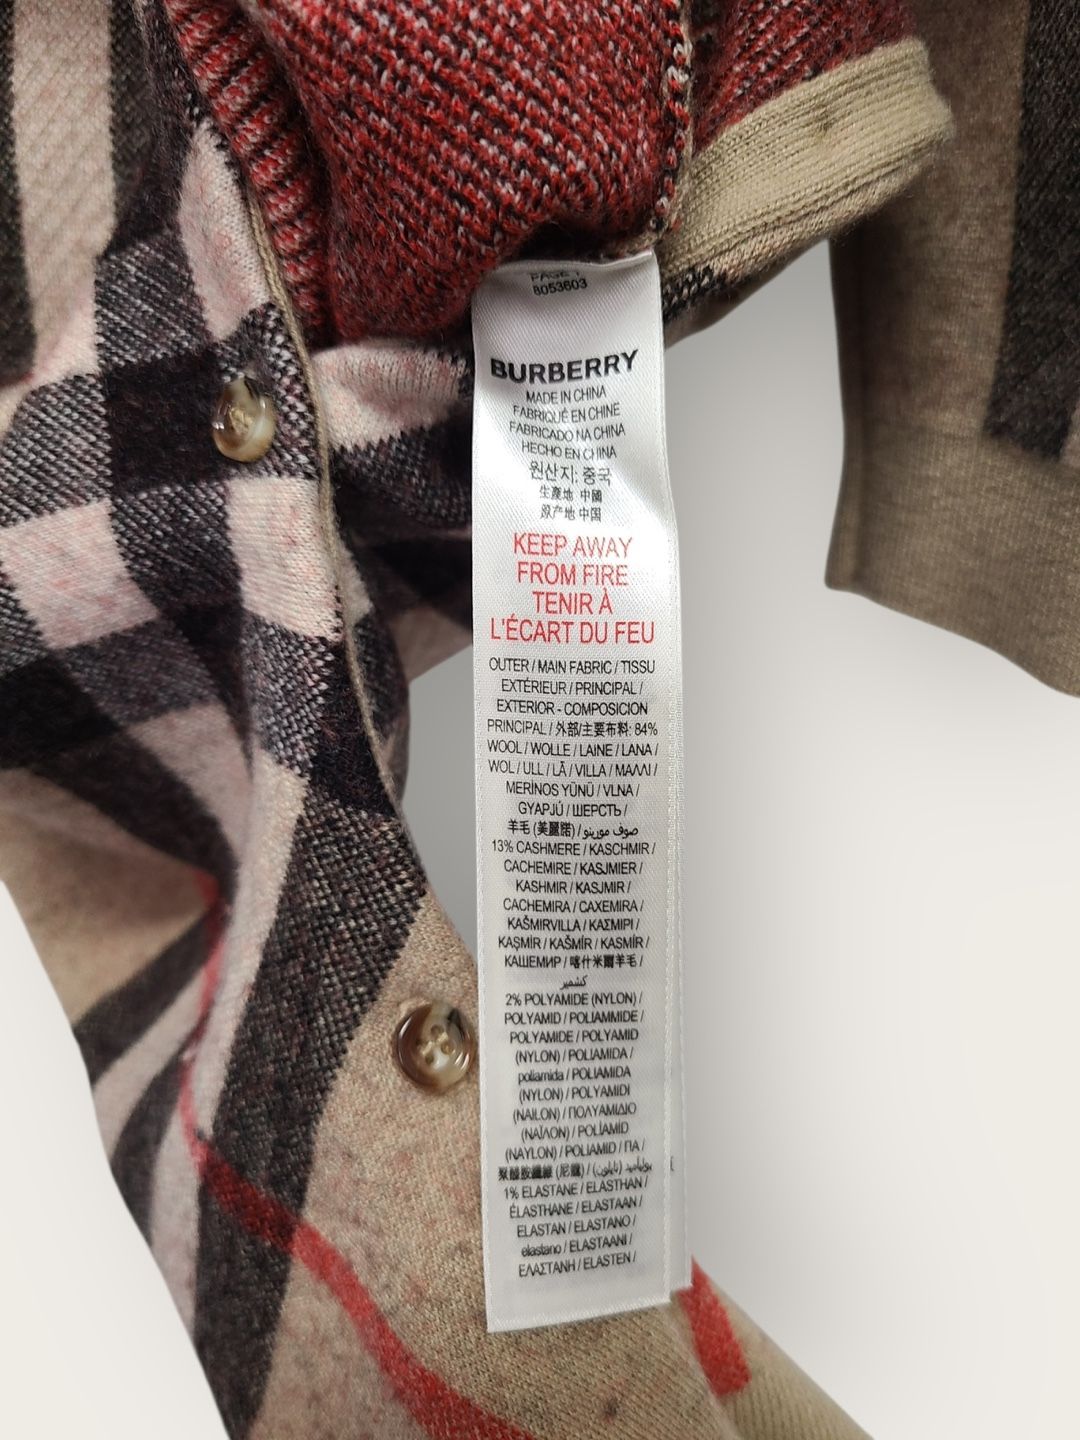 PAGE 1
8053603
BURBERRY
MADE IN CHINA
FABRIQUÉ EN CHINE
FABRICADO NA CHINA
HECHO EN CHINA
원산지: 중국
生產地 中國
原产地 中国
KEEP AWAY
FROM FIRE
TENIR À
L'ÉCART DU FEU
OUTER / MAIN FABRIC / TISSU
EXTÉRIEUR / PRINCIPAL /
EXTERIOR - COMPOSICION
PRINCIPAL / 外部/主要布料: 84%
WOOL / WOLLE / LAINE / LANA /
WOL / ULL / LÃ / VILLA / ΜΑΛΛΙ /
MERİNOS YÜNÜ / VLNA /
GYAPJÚ / ШЕРСТЬ /
羊毛 (美麗諾) / صوف مورينو
13% CASHMERE / KASCHMIR /
CACHEMIRE / KASJMIER /
KASHMIR / KASJMIR /
CACHEMIRA / CAXEMIRA /
KAŠMIRVILLA / ΚΑΣΜΙΡΙ /
KAŞMİR / KAŠMÍR / KASMÍR /
КАШЕМИР / 喀什米爾羊毛 /
كشمير
2% POLYAMIDE (NYLON) /
POLYAMID / POLIAMMIDE /
POLYAMIDE / POLYAMID
(NYLON) / POLIAMIDA /
poliamida / POLIAMIDA
(NYLON) / POLYAMIDI
(NAILON) / ΠΟΛΥΑΜΙΔΙΟ
(ΝΑΪΛΟΝ) / POLİAMİD
(NAYLON) / POLIAMID / ПА /
聚醯胺纖維 (尼龍) / بولياميد (نايلون)
1% ELASTANE / ELASTHAN /
ÉLASTHANE / ELASTAAN /
ELASTAN / ELASTANO /
elastano / ELASTAANI /
ΕΛΑΣΤΑΝΗ / ELASTEN /